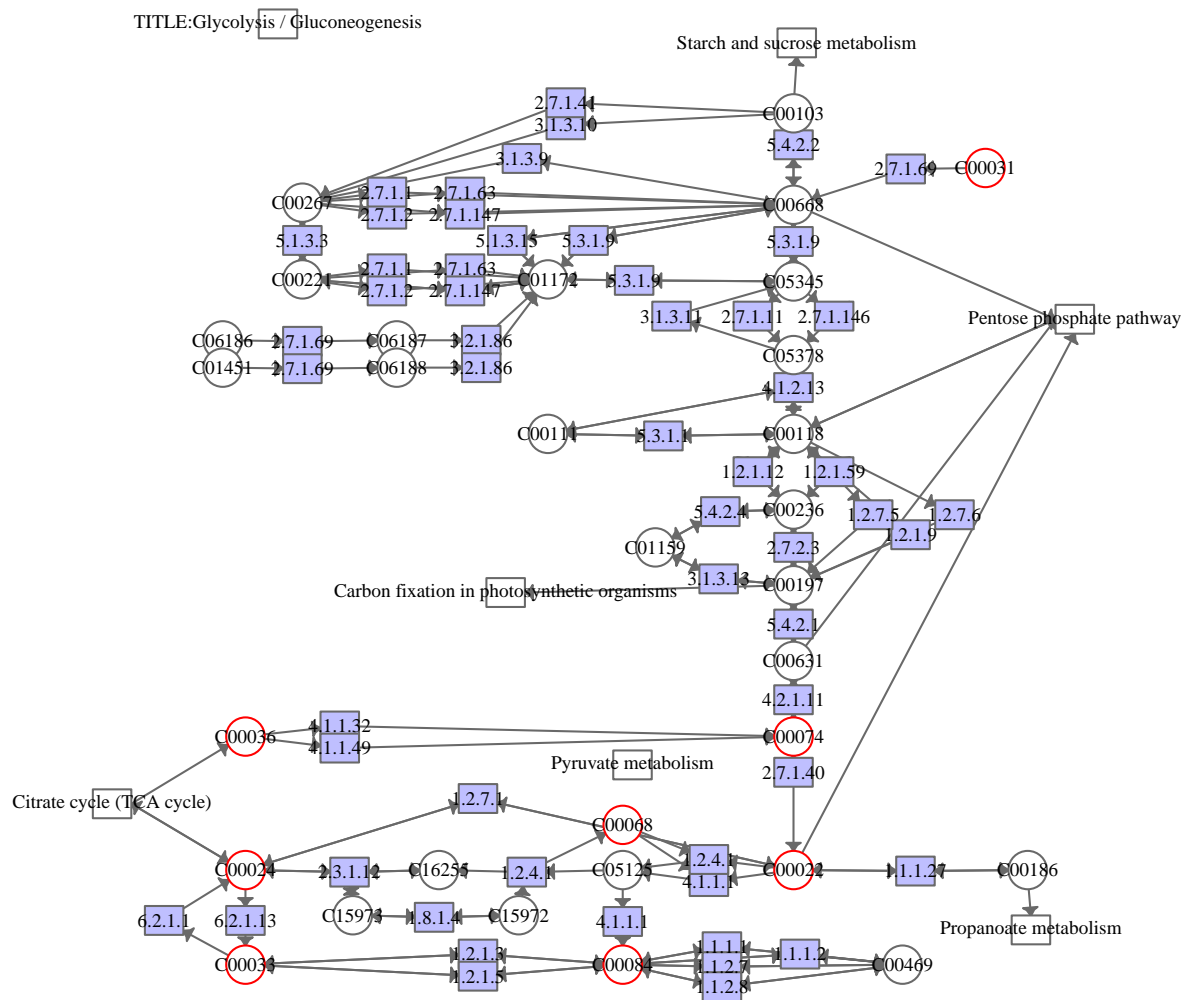 TITLE:Glycolysis / Gluconeogenesis
Starch and sucrose metabolism
2.7.1.41
C00103
3.1.3.10
5.4.2.2
3.1.3.9
2.7.1.69
C00031
2.7.1.1
2.7.1.63
C00267
C00668
2.7.1.2
2.7.1.147
5.1.3.3
5.1.3.15
5.3.1.9
5.3.1.9
2.7.1.1
2.7.1.63
C00221
C01172
5.3.1.9
C05345
2.7.1.2
2.7.1.147
3.1.3.11
2.7.1.11
2.7.1.146
Pentose phosphate pathway
C06186
2.7.1.69
C06187
3.2.1.86
C05378
C01451
2.7.1.69
C06188
3.2.1.86
4.1.2.13
C00111
5.3.1.1
C00118
1.2.1.12
1.2.1.59
5.4.2.4
C00236
1.2.7.5
1.2.7.6
1.2.1.9
C01159
2.7.2.3
3.1.3.13
C00197
Carbon fixation in photosynthetic organisms
5.4.2.1
C00631
4.2.1.11
4.1.1.32
C00036
C00074
4.1.1.49
Pyruvate metabolism
2.7.1.40
Citrate cycle (TCA cycle)
1.2.7.1
C00068
1.2.4.1
C00024
2.3.1.12
C16255
1.2.4.1
C05125
C00022
1.1.1.27
C00186
4.1.1.1
6.2.1.1
6.2.1.13
C15973
1.8.1.4
C15972
4.1.1.1
Propanoate metabolism
1.2.1.3
1.1.1.1
1.1.1.2
C00033
C00084
1.1.2.7
C00469
1.2.1.5
1.1.2.8